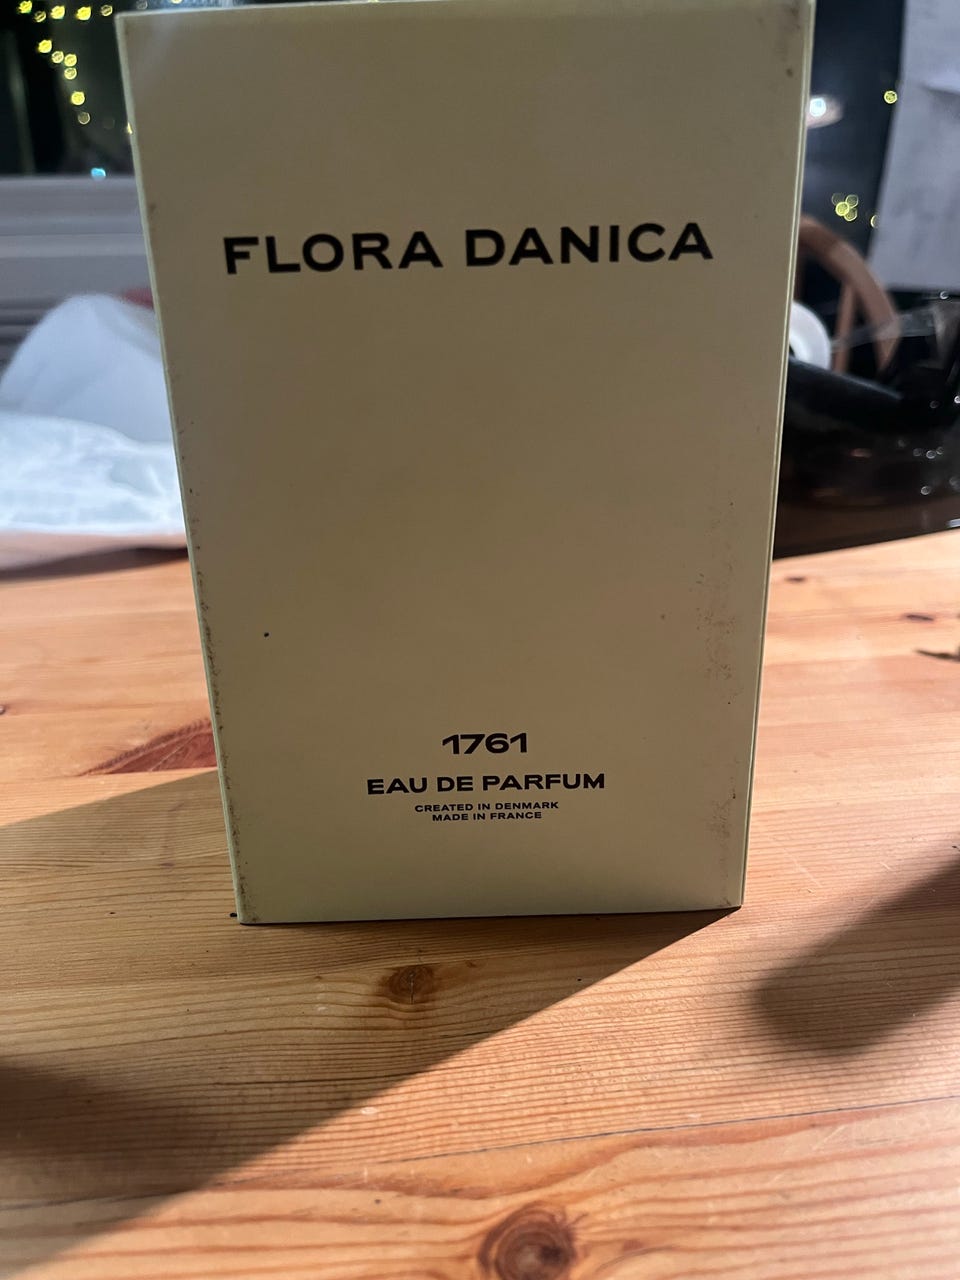 FLORA DANICA
1761
EAU DE PARFUM
CREATED IN DENMARK
MADE IN FRANCE